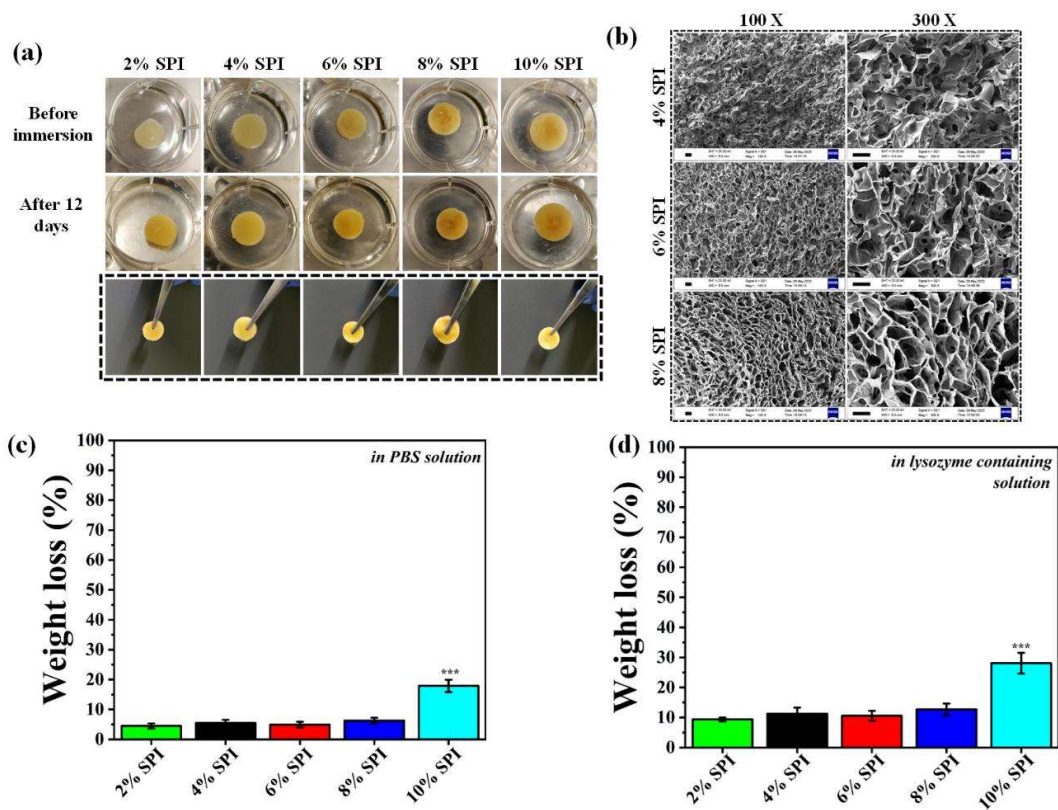 (a)
2% SPI 4% SPI 6% SPI 8% SPI 10% SPI
Before
immersion
After 12
days
(b)
100 X 300 X
4% SPI
6% SPI
8% SPI
(c)
in PBS solution
Weight loss (%)
100
90
80
70
60
50
40
30
20
10
0
***
2% SPI 4% SPI 6% SPI 8% SPI 10% SPI
(d)
in lysozyme containing
solution
Weight loss (%)
100
90
80
70
60
50
40
30
20
10
0
***
2% SPI 4% SPI 6% SPI 8% SPI 10% SPI